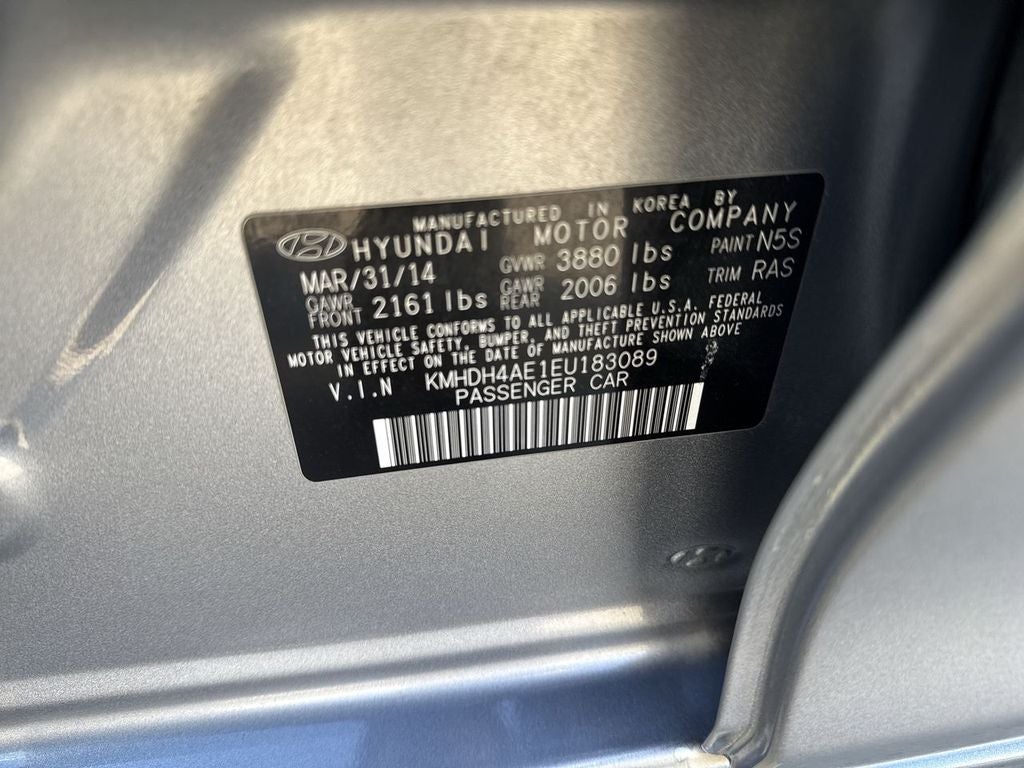 MANUFACTURED IN KOREA BY
HYUNDAI MOTOR COMPANY
MAR/31/14 GVWR 3880 lbs PAINT N5S
GAWR FRONT 2161 lbs GAWR REAR 2006 lbs TRIM RAS
THIS VEHICLE CONFORMS TO ALL APPLICABLE U.S.A. FEDERAL
MOTOR VEHICLE SAFETY, BUMPER, AND THEFT PREVENTION STANDARDS
IN EFFECT ON THE DATE OF MANUFACTURE SHOWN ABOVE
V.I.N KMHDH4AE1EU183089
PASSENGER CAR